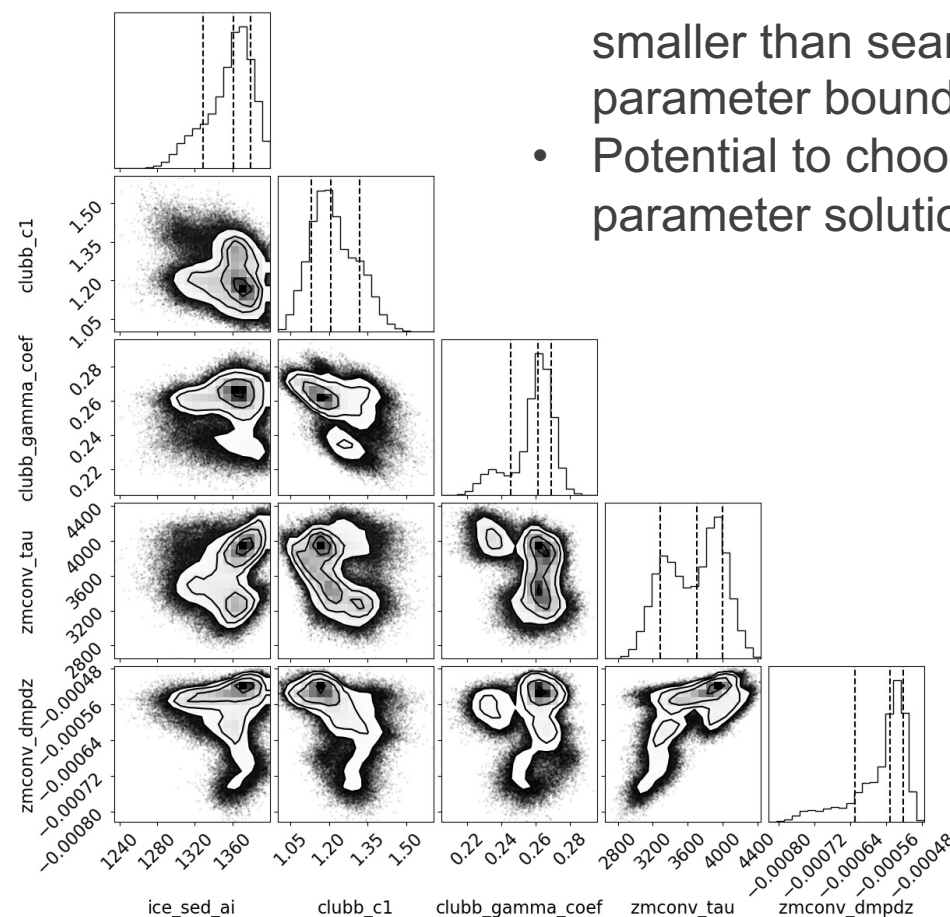 smaller than sear
parameter bound
• Potential to choo
parameter solutio
clubb_c1
1.50
1.35
1.20
1.05
clubb_gamma_coef
0.28
0.26
0.24
0.22
zmconv_tau
4400
4000
3600
3200
2800
zmconv_dmpdz
−0.00048
−0.00056
−0.00064
−0.00072
−0.00080
1240 1280 1320 1360
1.05 1.20 1.35 1.50
0.22 0.24 0.26 0.28
2800 3200 3600 4000 4400
−0.00080 −0.00072 −0.00064 −0.00056 −0.00048
ice_sed_ai clubb_c1 clubb_gamma_coef zmconv_tau zmconv_dmpdz